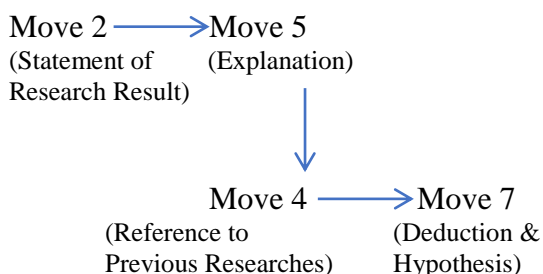 Move 2
Move 5
(Statement of
Research Result)
(Explanation)
Move 4
Move 7
(Reference to
Previous Researches)
(Deduction &
Hypothesis)